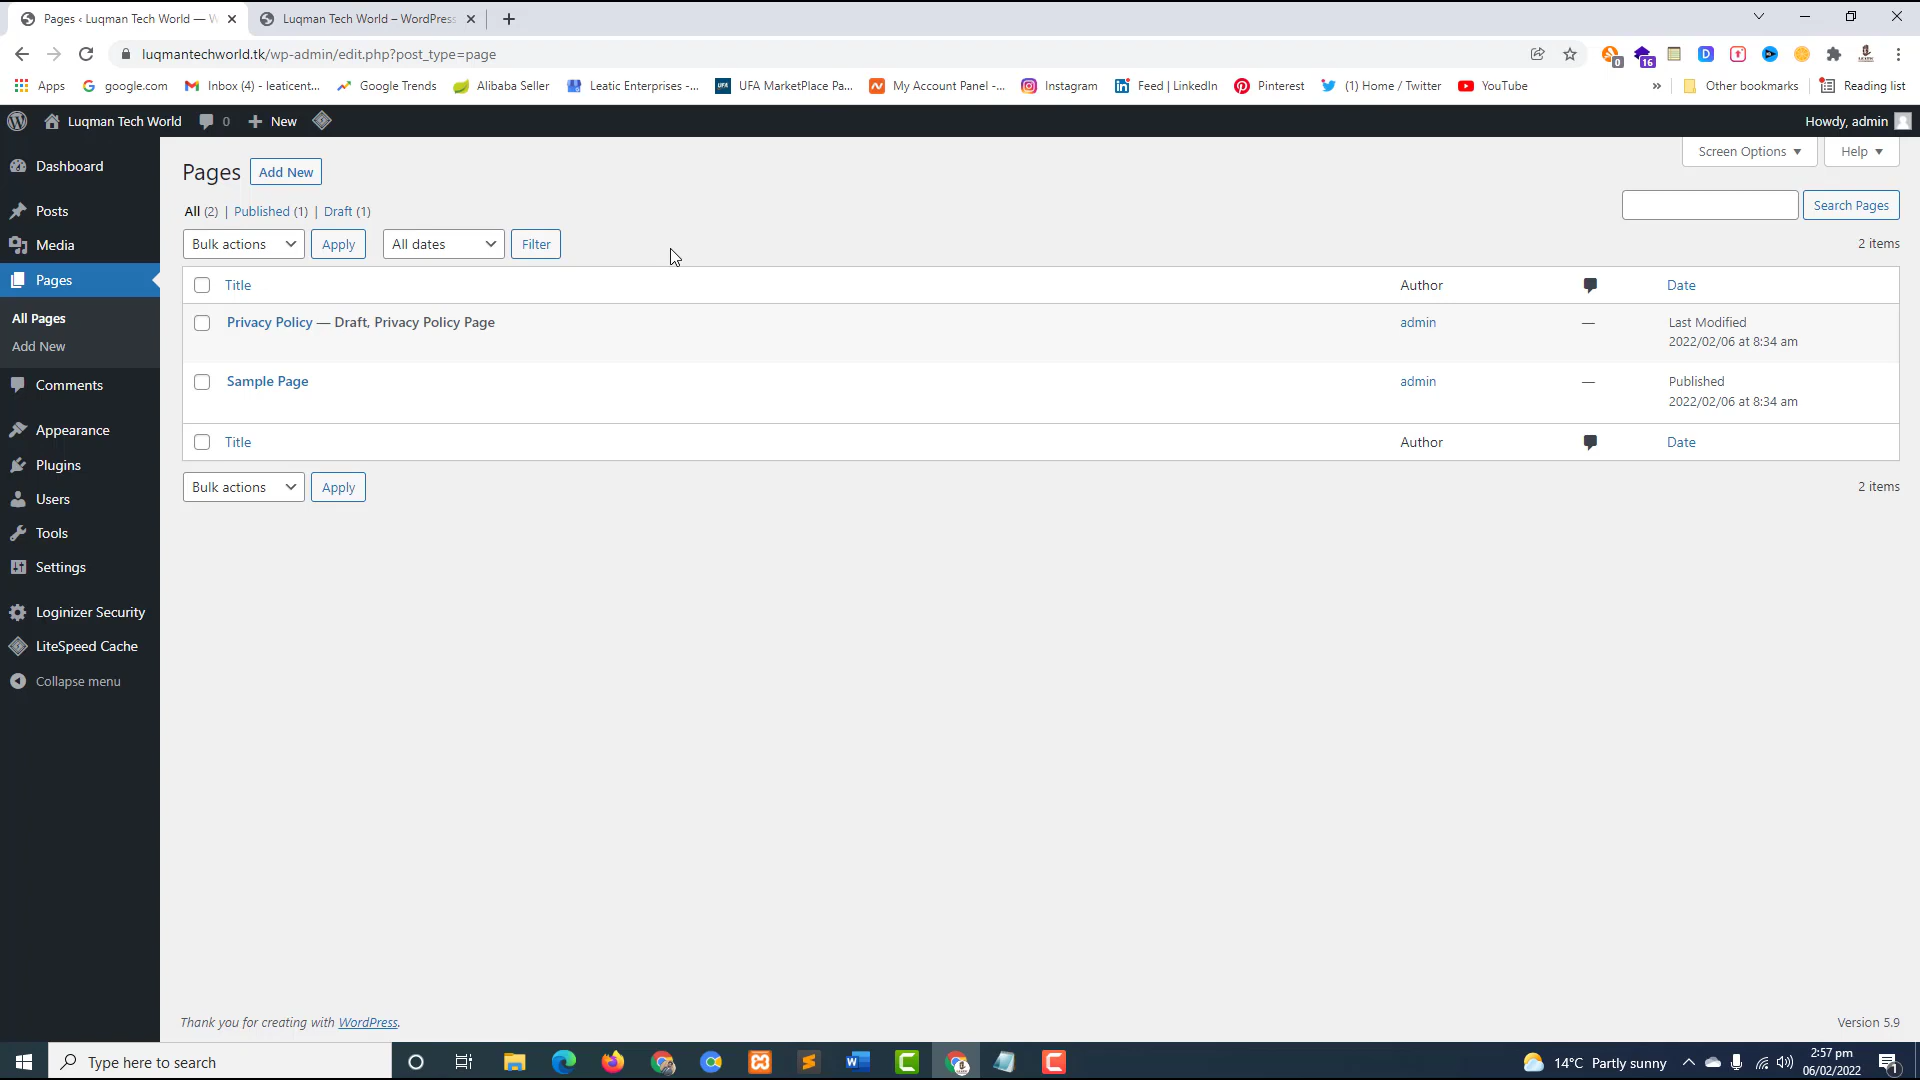 Pages ‹ Luqman Tech World — W
Luqman Tech World – WordPress
luqmantechworld.tk/wp-admin/edit.php?post_type=page
0
16
Apps
google.com
Inbox (4) - leaticent...
Google Trends
Alibaba Seller
Leatic Enterprises -...
UFA MarketPlace Pa...
My Account Panel -...
Instagram
Feed | LinkedIn
Pinterest
(1) Home / Twitter
YouTube
»
Other bookmarks
Reading list
Luqman Tech World
0
New
Howdy, admin
Dashboard
Posts
Media
Pages
All Pages
Add New
Comments
Appearance
Plugins
Users
Tools
Settings
Loginizer Security
LiteSpeed Cache
Collapse menu
Screen Options
Help
Pages
Add New
All (2) | Published (1) | Draft (1)
Search Pages
Bulk actions
Apply
All dates
Filter
2 items
Title
Author
Date
Privacy Policy — Draft, Privacy Policy Page
admin
—
Last Modified
2022/02/06 at 8:34 am
Sample Page
admin
—
Published
2022/02/06 at 8:34 am
Title
Author
Date
Bulk actions
Apply
2 items
Thank you for creating with WordPress.
Version 5.9
Type here to search
14°C Partly sunny
2:57 pm
06/02/2022
1